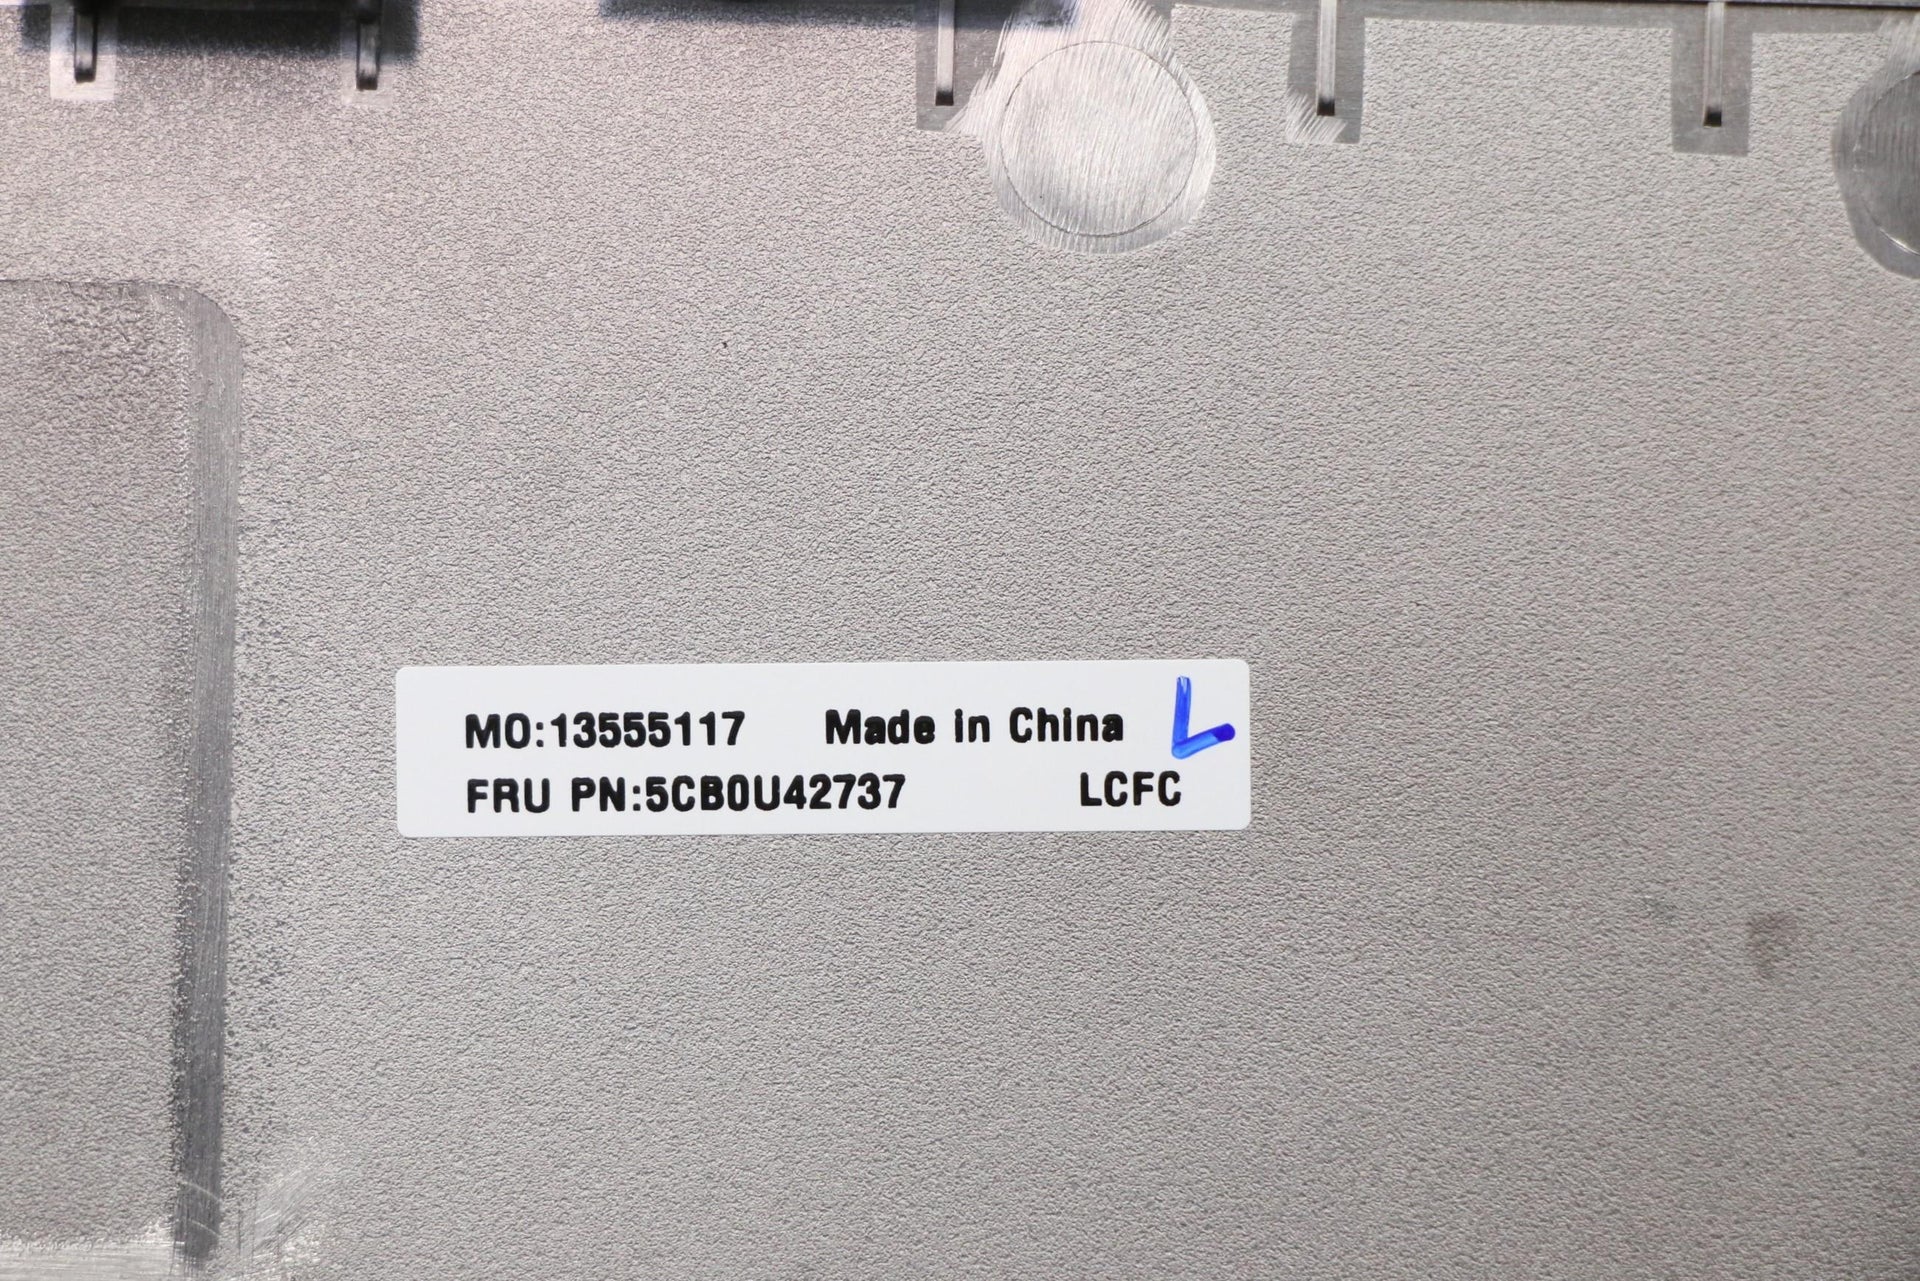 MO:13555117 Made in China
FRU PN:5CB0U42737 LCFC